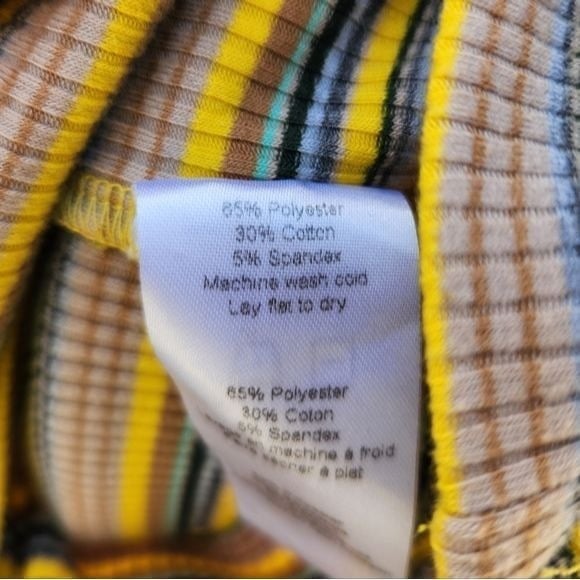 65% Polyester
30% Cotton
5% Spandex
Machine wash cold
Lay flat to dry
65% Polyester
30% Coton
5% Spandex
en machine à froid
à plat